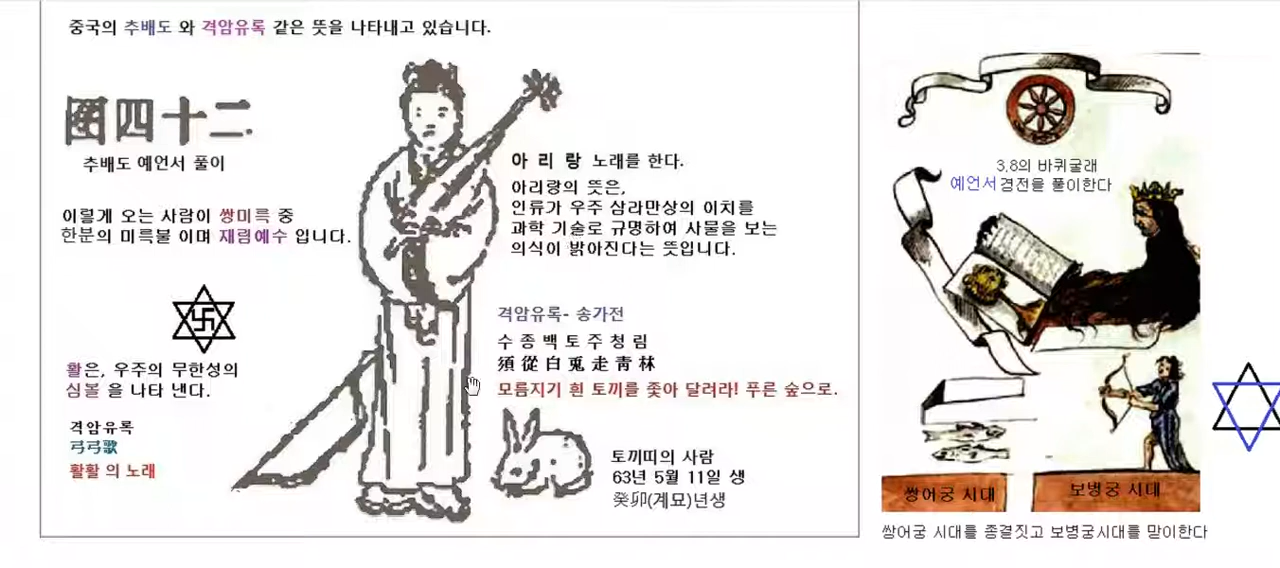 중국의 추배도 와 격암유록 같은 뜻을 나타내고 있습니다.
圖四十二
추배도 예언서 풀이
이렇게 오는 사람이 쌍미륵 중
한분의 미륵불 이며 재림예수 입니다.
활은, 우주의 무한성의
심볼 을 나타 낸다.
격암유록
弓弓歌
활활 의 노래
아 리 랑 노래를 한다.
아리랑의 뜻은,
인류가 우주 삼라만상의 이치를
과학 기술로 규명하여 사물을 보는
의식이 밝아진다는 뜻입니다.
격암유록- 송가전
수 종 백 토 주 청 림
須 從 白 兎 走 靑 林
모름지기 흰 토끼를 좇아 달려라! 푸른 숲으로.
토끼띠의 사람
63년 5월 11일 생
癸卯(계묘)년생
3,8의 바퀴굴래
예언서 경전을 풀이한다
쌍어궁 시대
보병궁 시대
쌍어궁 시대를 종결짓고 보병궁시대를 맏이한다